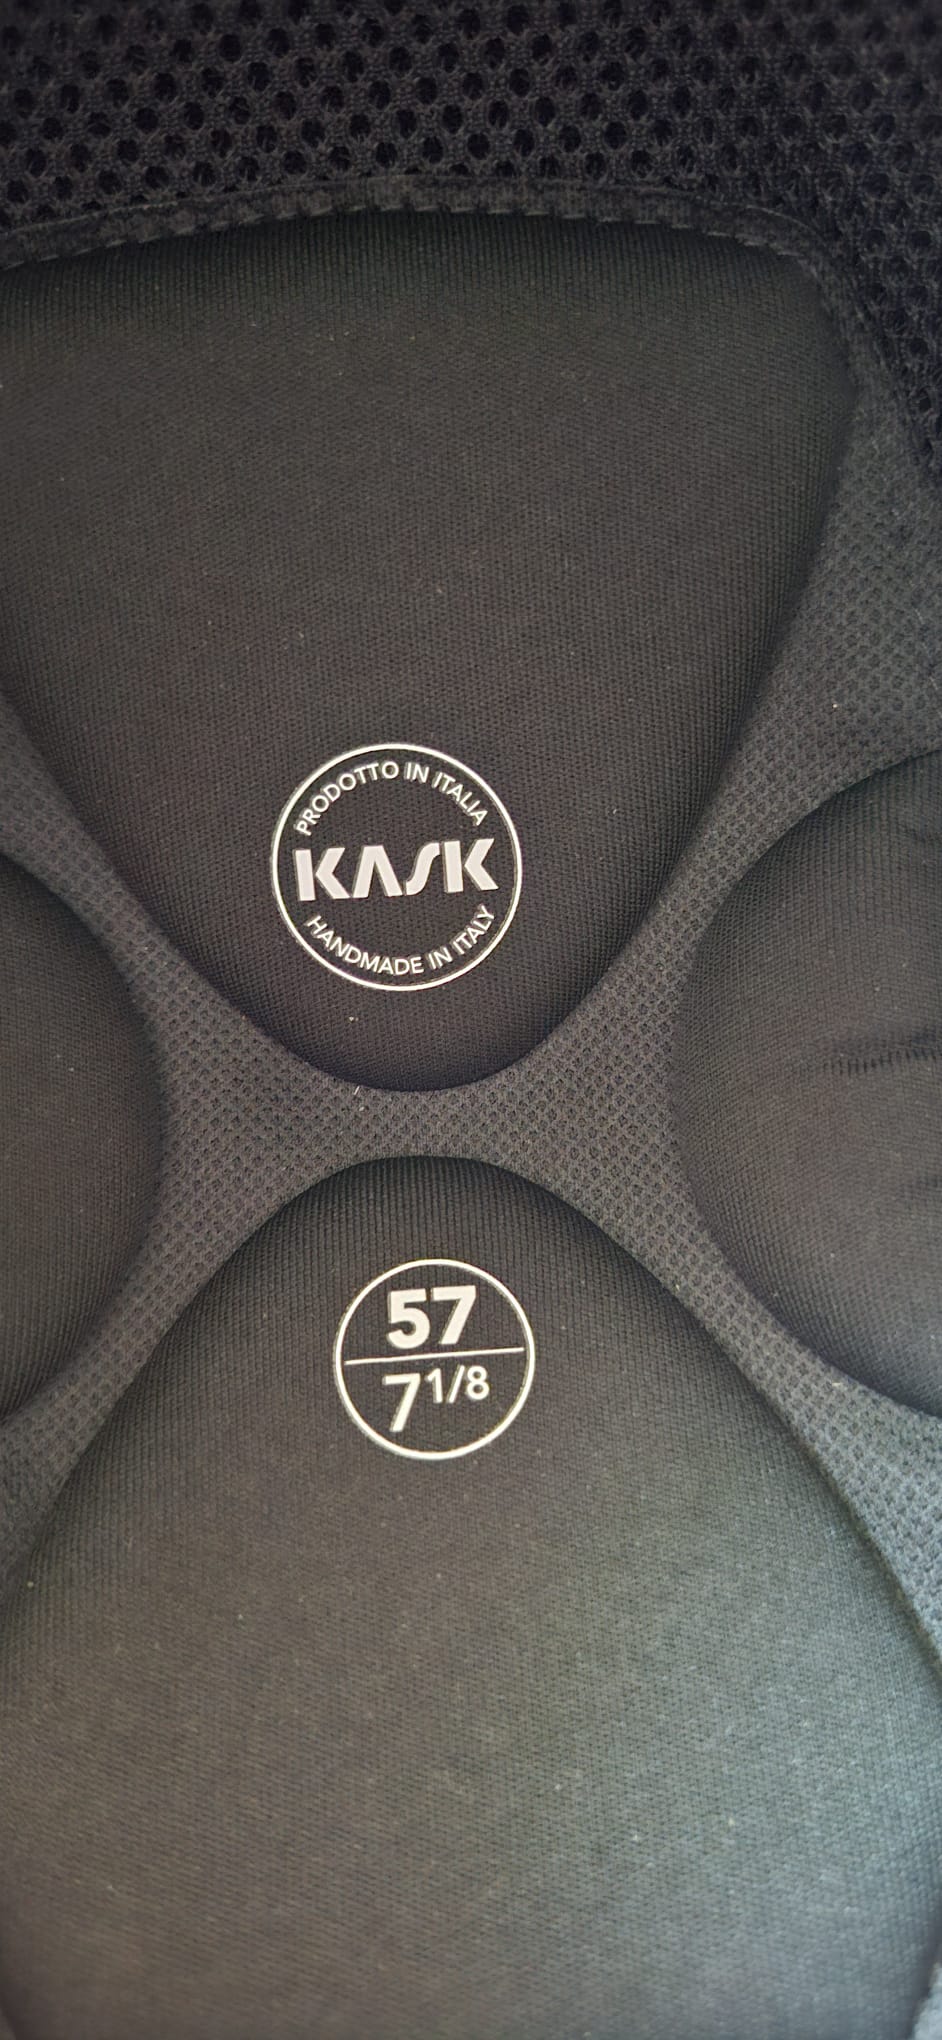 PRODOTTO IN ITALIA
KASK
HANDMADE IN ITALY
57
7 1/8